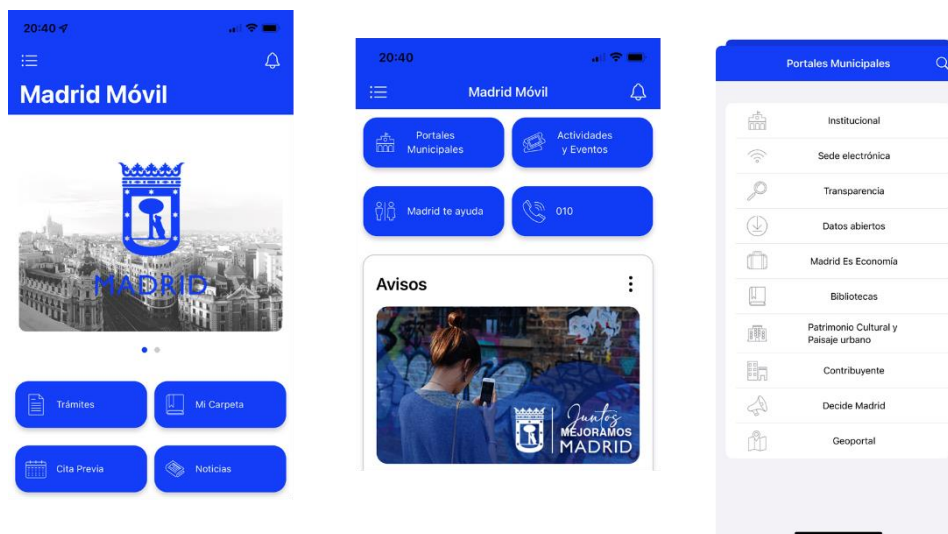 20:40
Madrid Móvil
MADRID
Trámites
Mi Carpeta
Cita Previa
Noticias
20:40
Madrid Móvil
Portales
Municipales
Actividades
y Eventos
Madrid te ayuda
010
Avisos
Juntos
MEJORAMOS
MADRID
Portales Municipales
Institucional
Sede electrónica
Transparencia
Datos abiertos
Madrid Es Economía
Bibliotecas
Patrimonio Cultural y
Paisaje urbano
Contribuyente
Decide Madrid
Geoportal